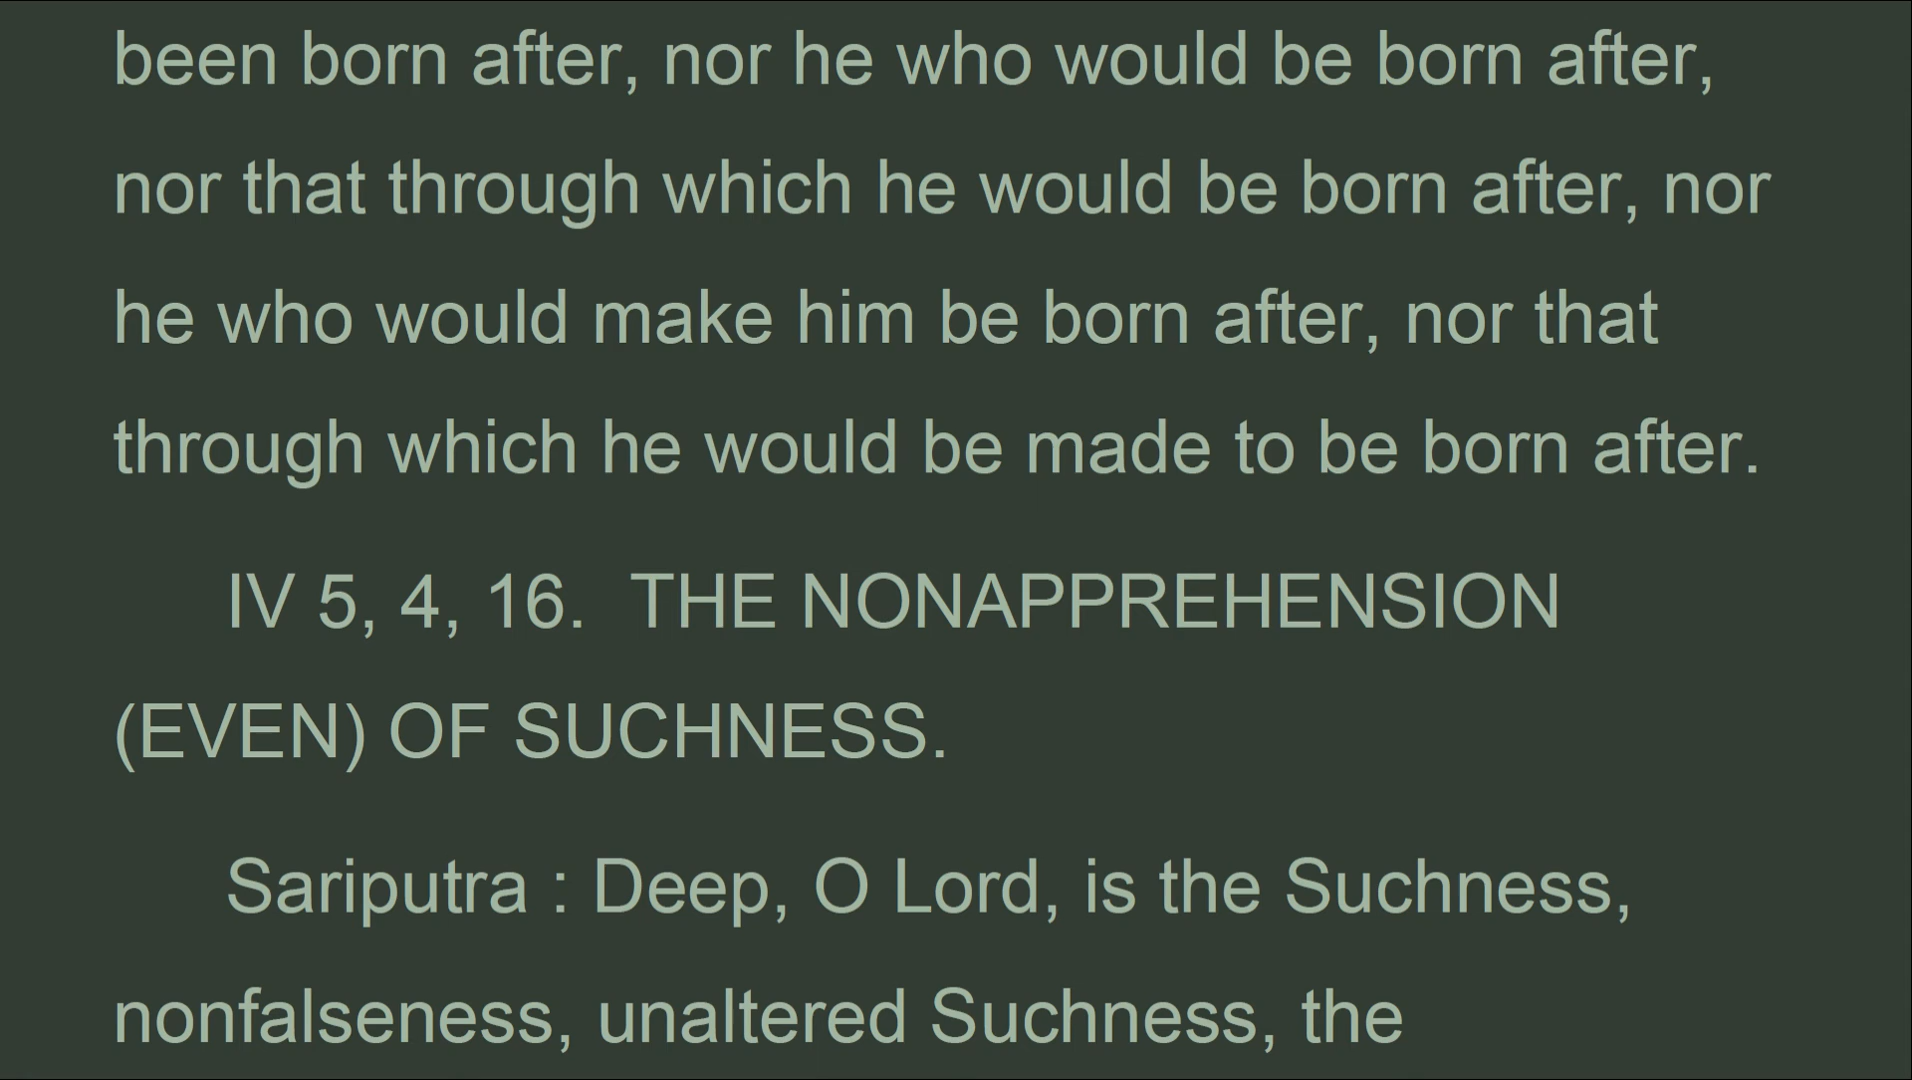 been born after, nor he who would be born after,
nor that through which he would be born after, nor
he who would make him be born after, nor that
through which he would be made to be born after.
IV 5, 4, 16.  THE NONAPPREHENSION
(EVEN) OF SUCHNESS.
Sariputra : Deep, O Lord, is the Suchness,
nonfalseness, unaltered Suchness, the